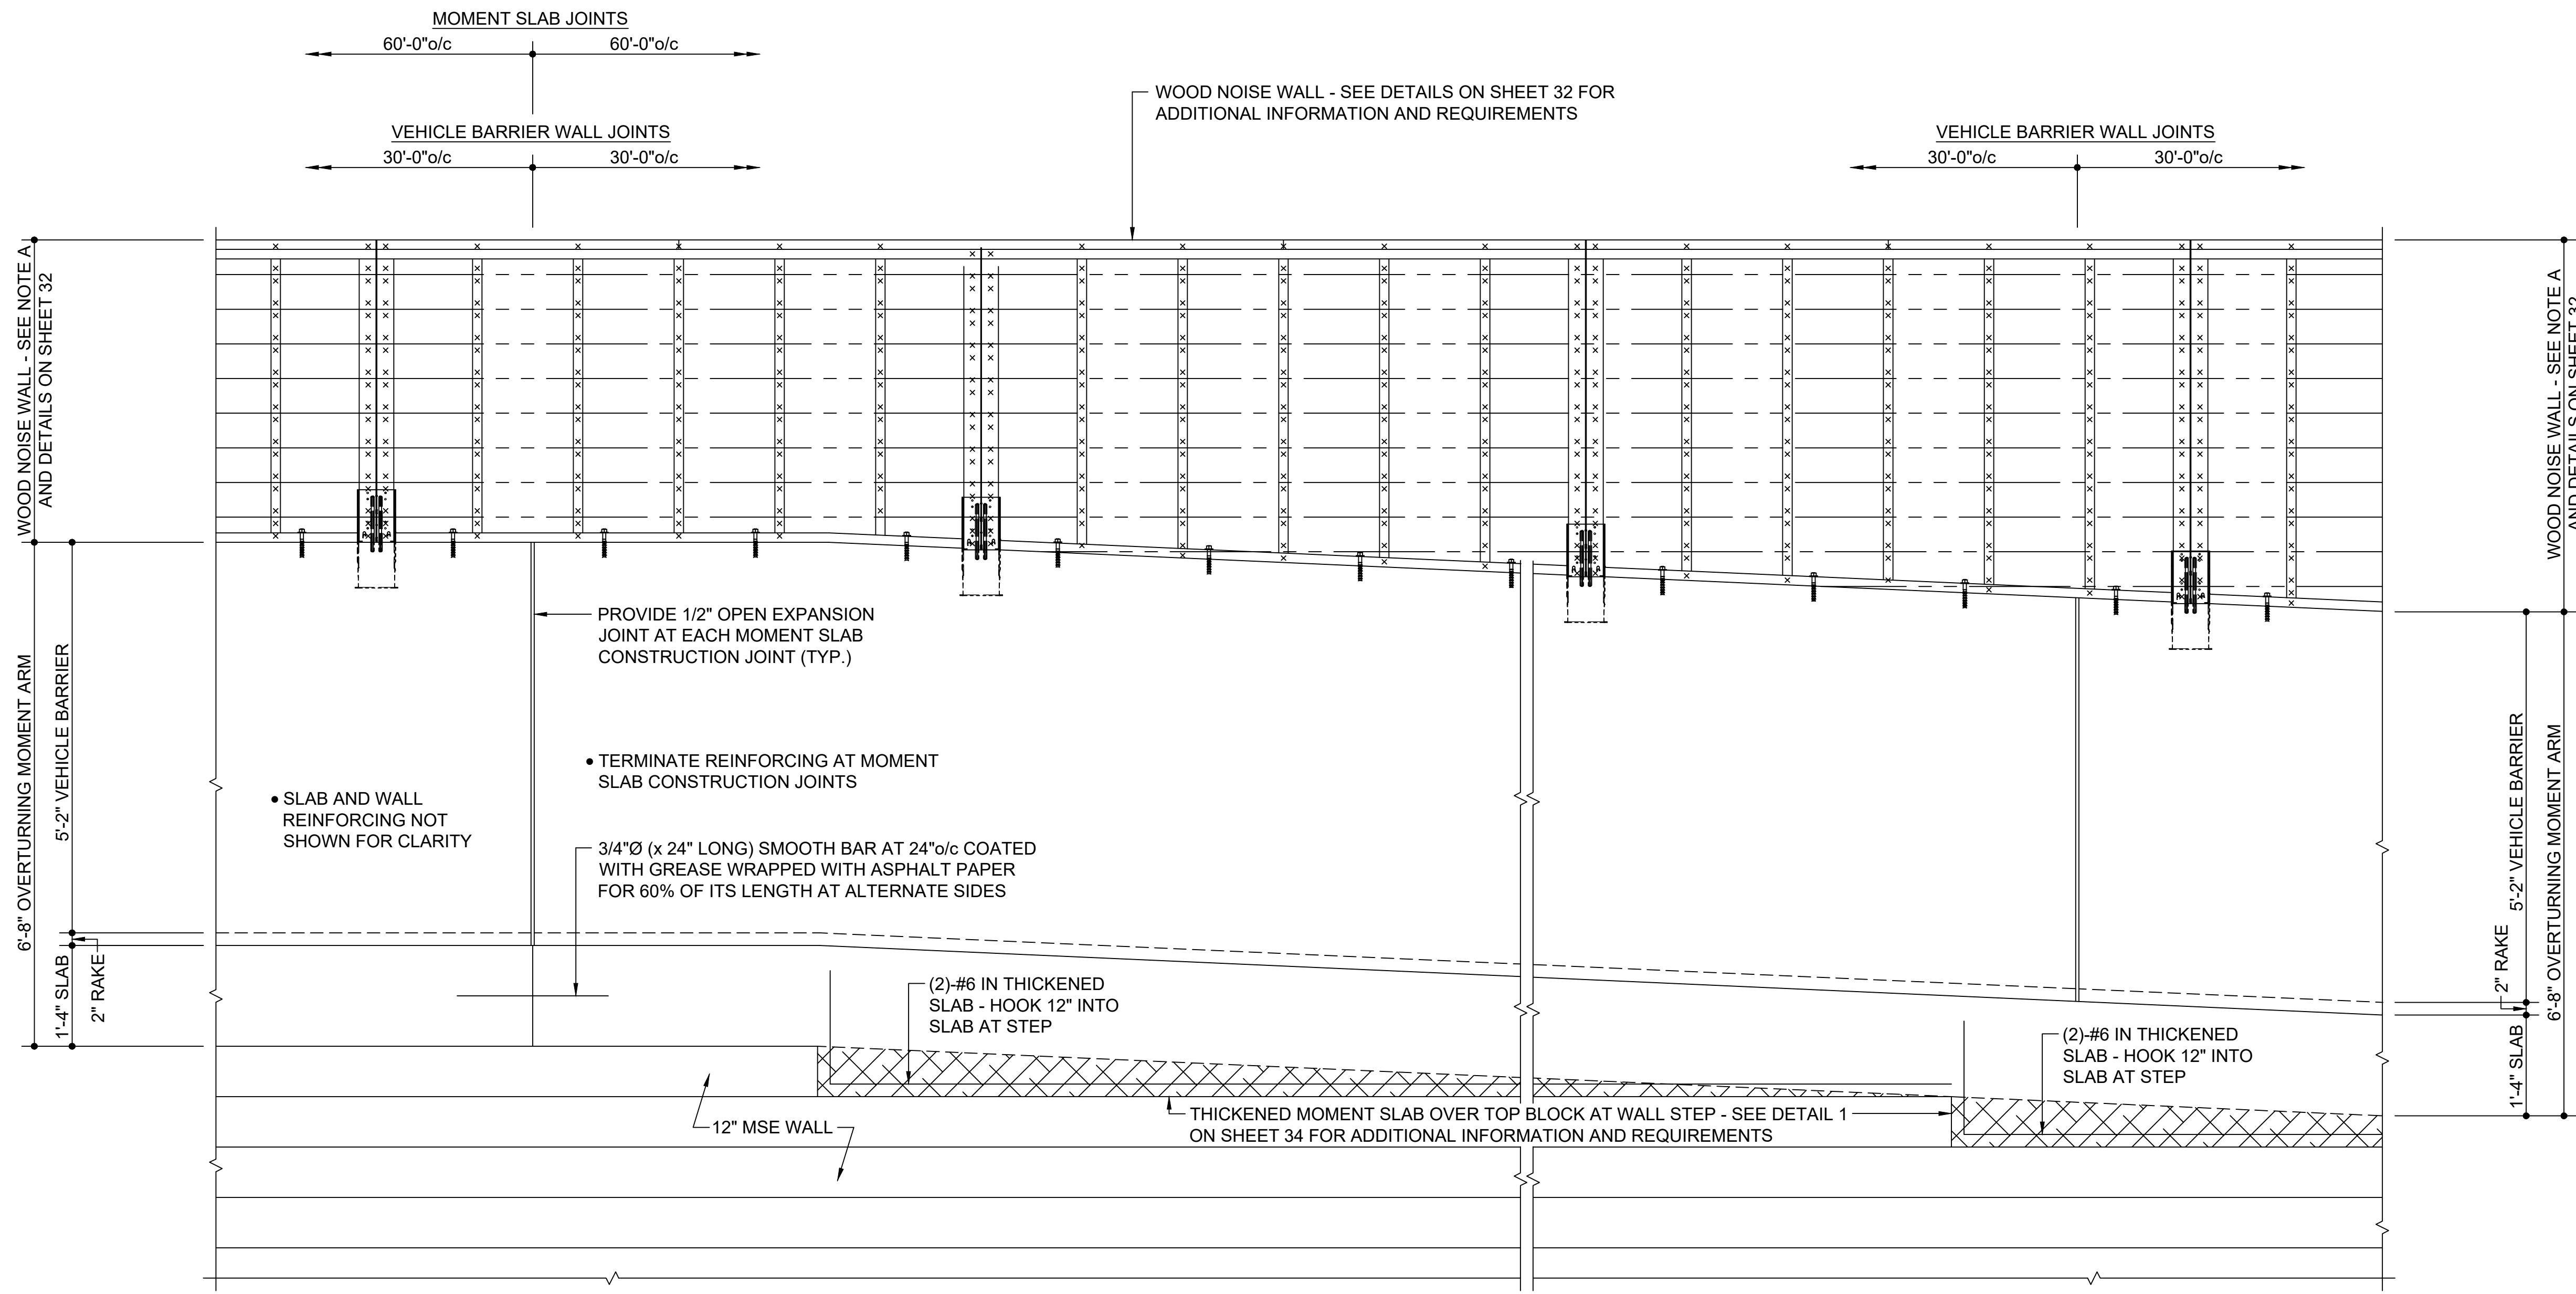 MOMENT SLAB JOINTS
60'-0"o/c 60'-0"o/c
VEHICLE BARRIER WALL JOINTS
30'-0"o/c 30'-0"o/c
WOOD NOISE WALL - SEE DETAILS ON SHEET 32 FOR
ADDITIONAL INFORMATION AND REQUIREMENTS
VEHICLE BARRIER WALL JOINTS
30'-0"o/c 30'-0"o/c
WOOD NOISE WALL - SEE NOTE A
AND DETAILS ON SHEET 32
6'-8" OVERTURNING MOMENT ARM
5'-2" VEHICLE BARRIER
1'-4" SLAB
2" RAKE
PROVIDE 1/2" OPEN EXPANSION
JOINT AT EACH MOMENT SLAB
CONSTRUCTION JOINT (TYP.)
• TERMINATE REINFORCING AT MOMENT
SLAB CONSTRUCTION JOINTS
• SLAB AND WALL
REINFORCING NOT
SHOWN FOR CLARITY
3/4"Ø (x 24" LONG) SMOOTH BAR AT 24"o/c COATED
WITH GREASE WRAPPED WITH ASPHALT PAPER
FOR 60% OF ITS LENGTH AT ALTERNATE SIDES
(2)-#6 IN THICKENED
SLAB - HOOK 12" INTO
SLAB AT STEP
(2)-#6 IN THICKENED
SLAB - HOOK 12" INTO
SLAB AT STEP
THICKENED MOMENT SLAB OVER TOP BLOCK AT WALL STEP - SEE DETAIL 1
ON SHEET 34 FOR ADDITIONAL INFORMATION AND REQUIREMENTS
12" MSE WALL
WOOD NOISE WALL - SEE NOTE A
AND DETAILS ON SHEET 32
5'-2" VEHICLE BARRIER
6'-8" OVERTURNING MOMENT ARM
2" RAKE
1'-4" SLAB